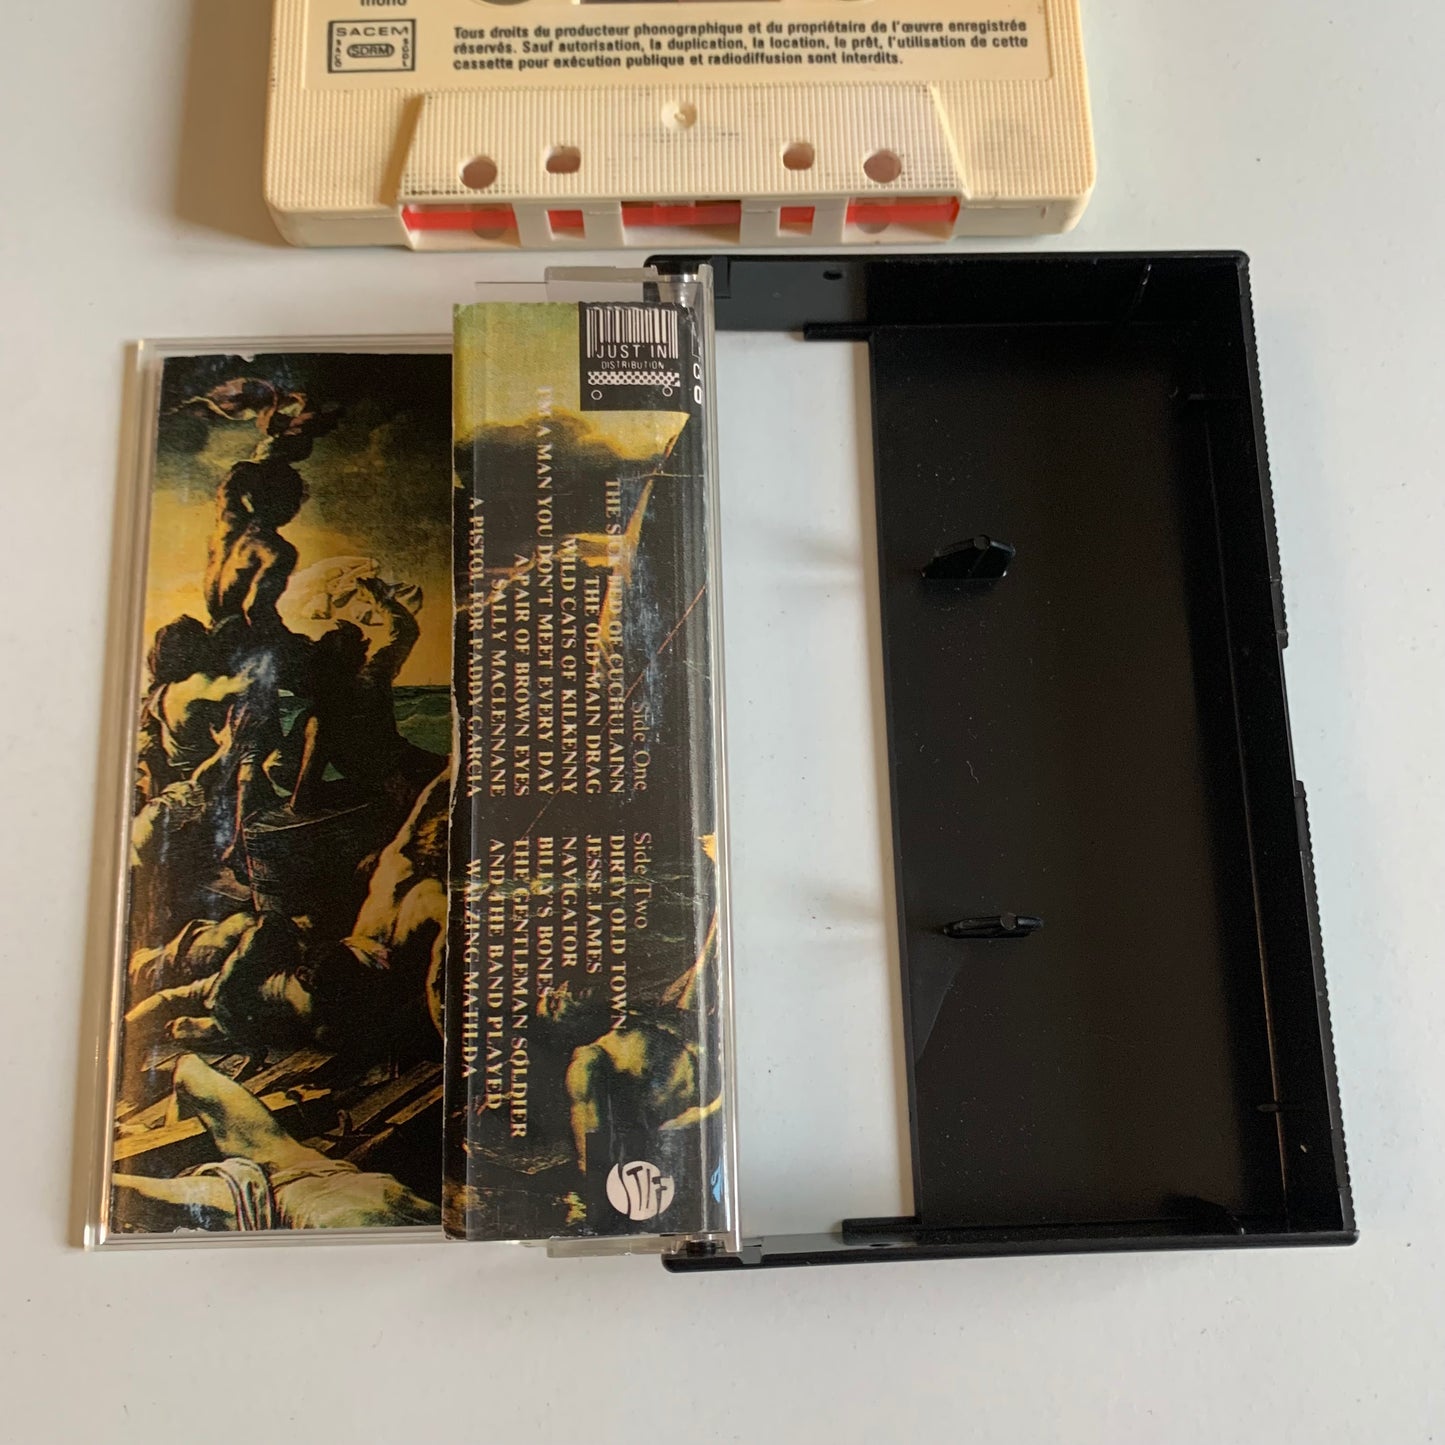 mono
SACEM
SDRM
Tous droits du producteur phonographique et du propriétaire de l'œuvre enregistrée
réservés. Sauf autorisation, la duplication, la location, le prêt, l'utilisation de cette
cassette pour exécution publique et radiodiffusion sont interdits.
JUST IN
DISTRIBUTION
Side One
THE SICK BED OF CUCHULAINN
THE OLD MAIN DRAG
WILD CATS OF KILKENNY
I'M A MAN YOU DON'T MEET EVERY DAY
A PAIR OF BROWN EYES
SALLY MACLENNANE
A PISTOL FOR PADDY GARCIA
Side Two
DIRTY OLD TOWN
JESSE JAMES
NAVIGATOR
BILLY'S BONES
THE GENTLEMAN SOLDIER
AND THE BAND PLAYED
WALZING MATILDA